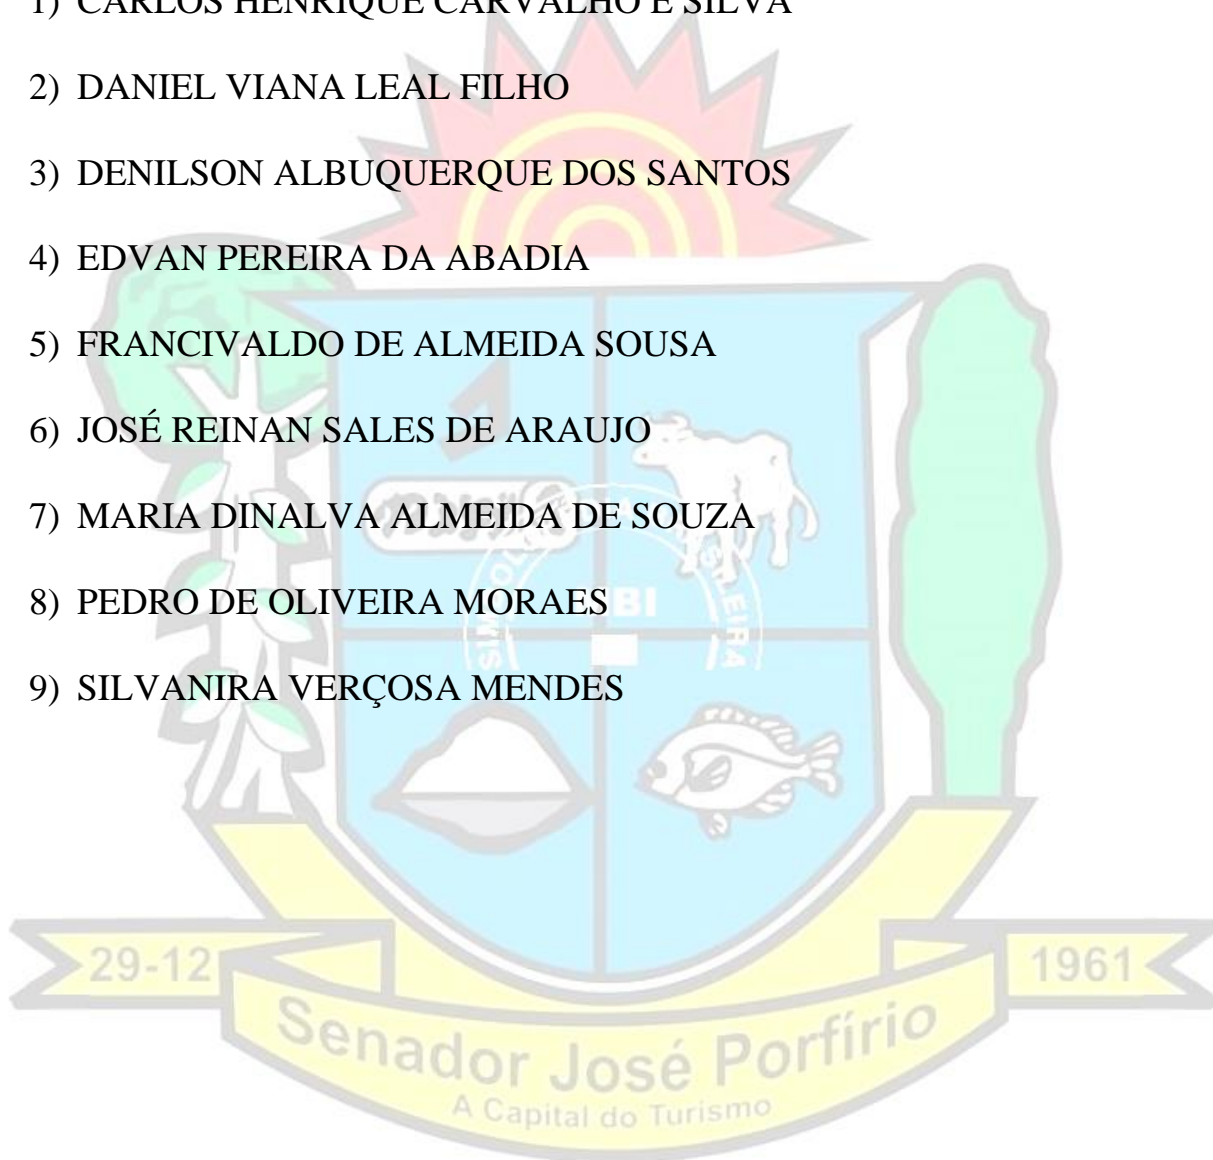 1) CARLOS HENRIQUE CARVALHO E SILVA
2) DANIEL VIANA LEAL FILHO
3) DENILSON ALBUQUERQUE DOS SANTOS
4) EDVAN PEREIRA DA ABADIA
5) FRANCIVALDO DE ALMEIDA SOUSA
6) JOSÉ REINAN SALES DE ARAUJO
7) MARIA DINALVA ALMEIDA DE SOUZA
8) PEDRO DE OLIVEIRA MORAES
9) SILVANIRA VERÇOSA MENDES
29-12
1961
Senador José Porfírio
A Capital do Turismo